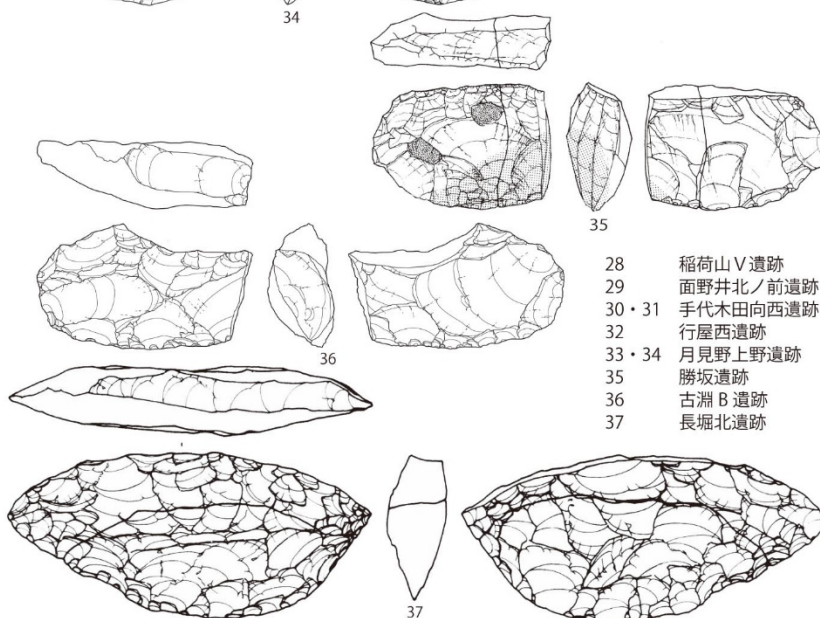 34
35
36
28 稲荷山Ⅴ遺跡
29 面野井北ノ前遺跡
30・31 手代木田向西遺跡
32 行屋西遺跡
33・34 月見野上野遺跡
35 勝坂遺跡
36 古淵 B 遺跡
37 長堀北遺跡
37